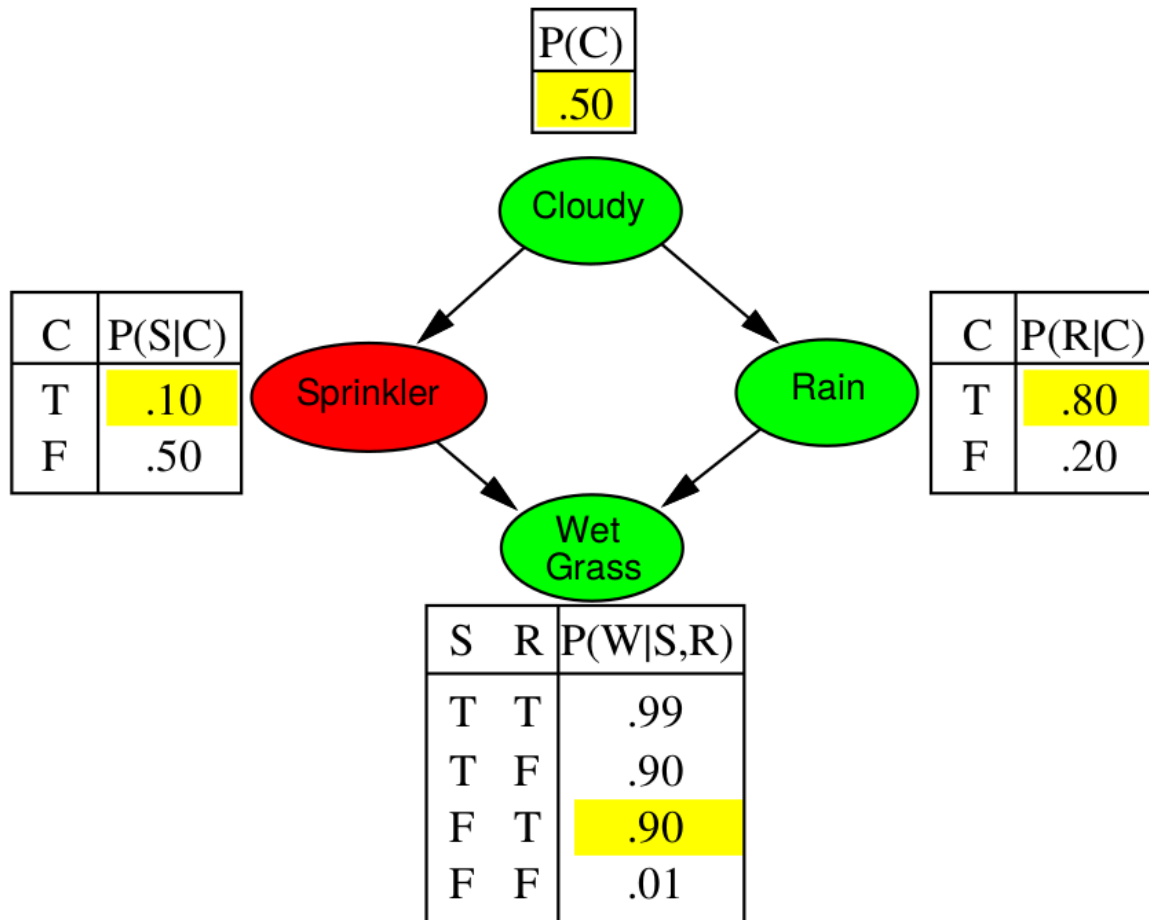 P(C)
.50
Cloudy
C P(S|C)
T .10
F .50
Sprinkler
Rain
C P(R|C)
T .80
F .20
Wet
Grass
S R P(W|S,R)
T T .99
T F .90
F T .90
F F .01